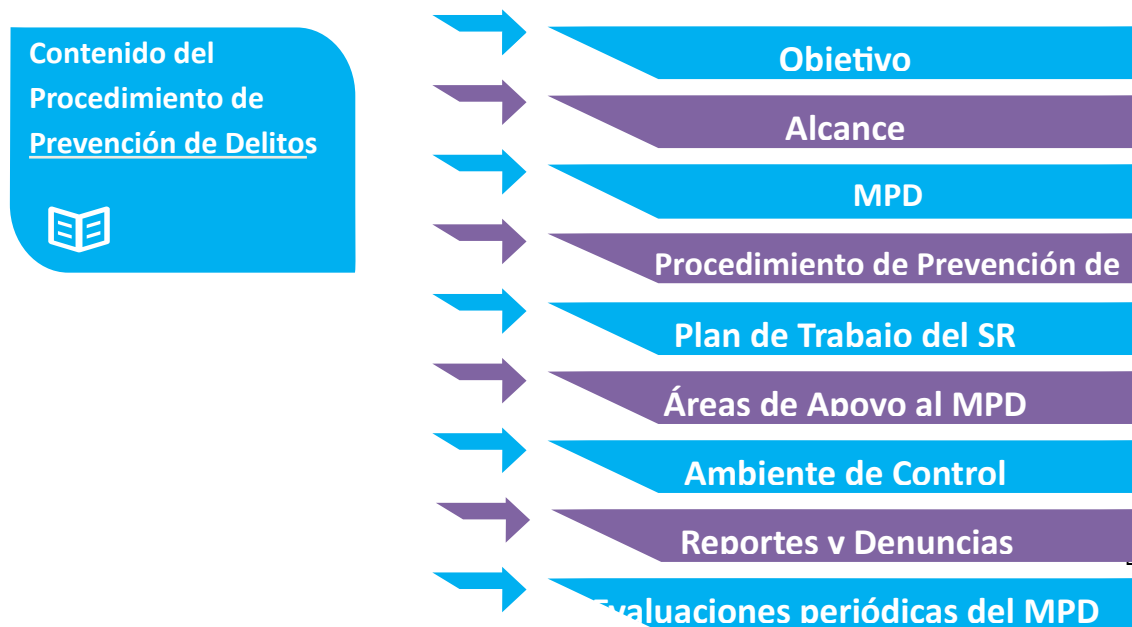 Contenido del
Procedimiento de
Prevención de Delitos
Objetivo
Alcance
MPD
Procedimiento de Prevención de
Plan de Trabajo del SR
Áreas de Apoyo al MPD
Ambiente de Control
Reportes y Denuncias
Evaluaciones periódicas del MPD